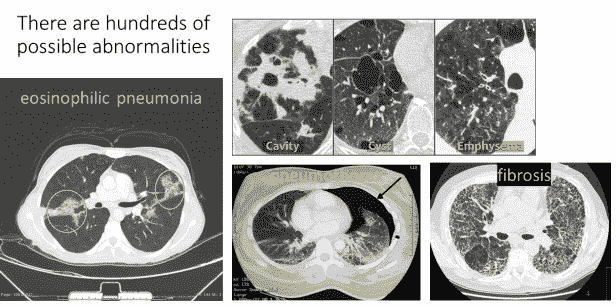 There are hundreds of
possible abnormalities
eosinophilic pneumonia
Cavity
Cyst
Emphysema
fibrosis